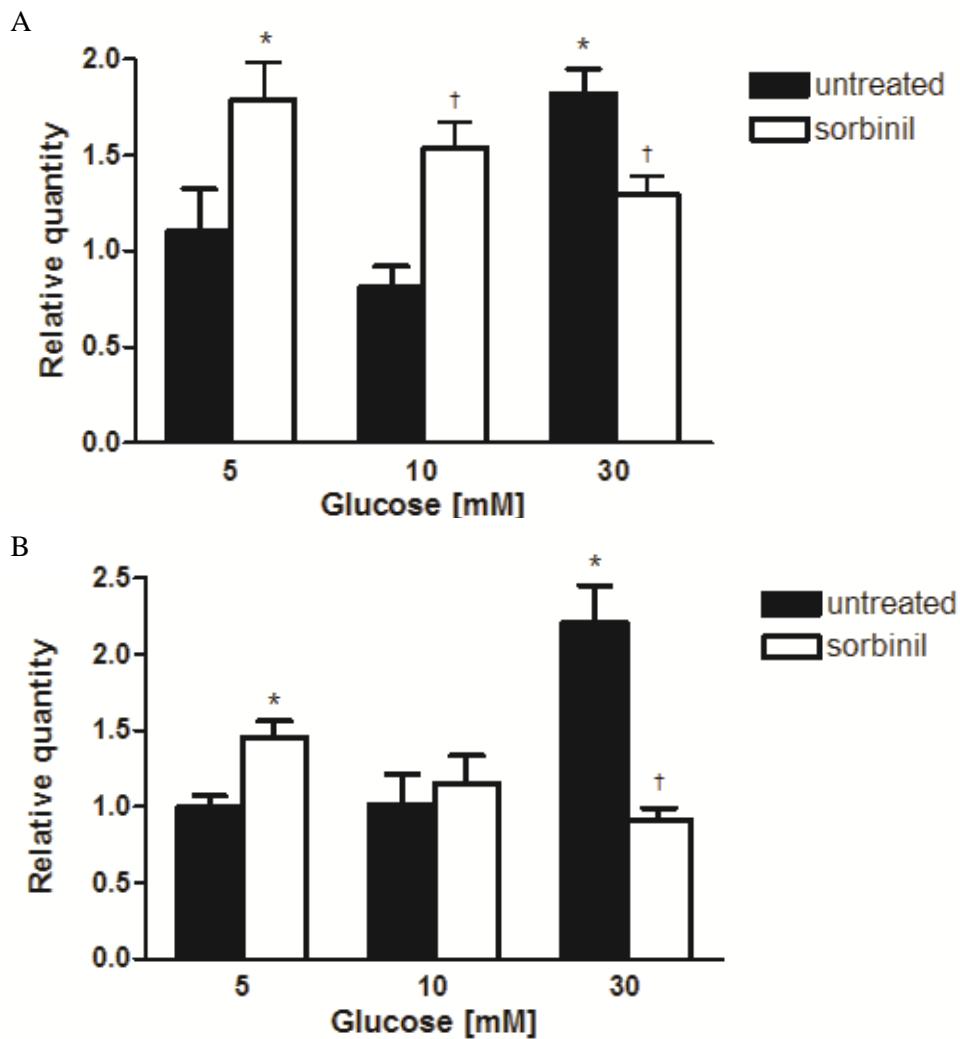 A
*
*
2.0
untreated
†
sorbinil
1.5
†
1.0
0.5
0.0
Relative quantity
5 10 30
Glucose [mM]
B
*
2.5
untreated
2.0
sorbinil
*
1.5
†
1.0
0.5
0.0
Relative quantity
5 10 30
Glucose [mM]